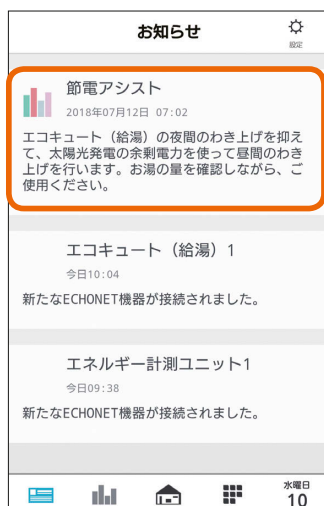 お知らせ
設定
節電アシスト
2018年07月12日 07:02
エコキュート（給湯）の夜間のわき上げを抑え
て、太陽光発電の余剰電力を使って昼間のわき
上げを行います。お湯の量を確認しながら、ご
使用ください。
エコキュート（給湯）1
今日10:04
新たなECHONET機器が接続されました。
エネルギー計測ユニット1
今日09:38
新たなECHONET機器が接続されました。
水曜日
10